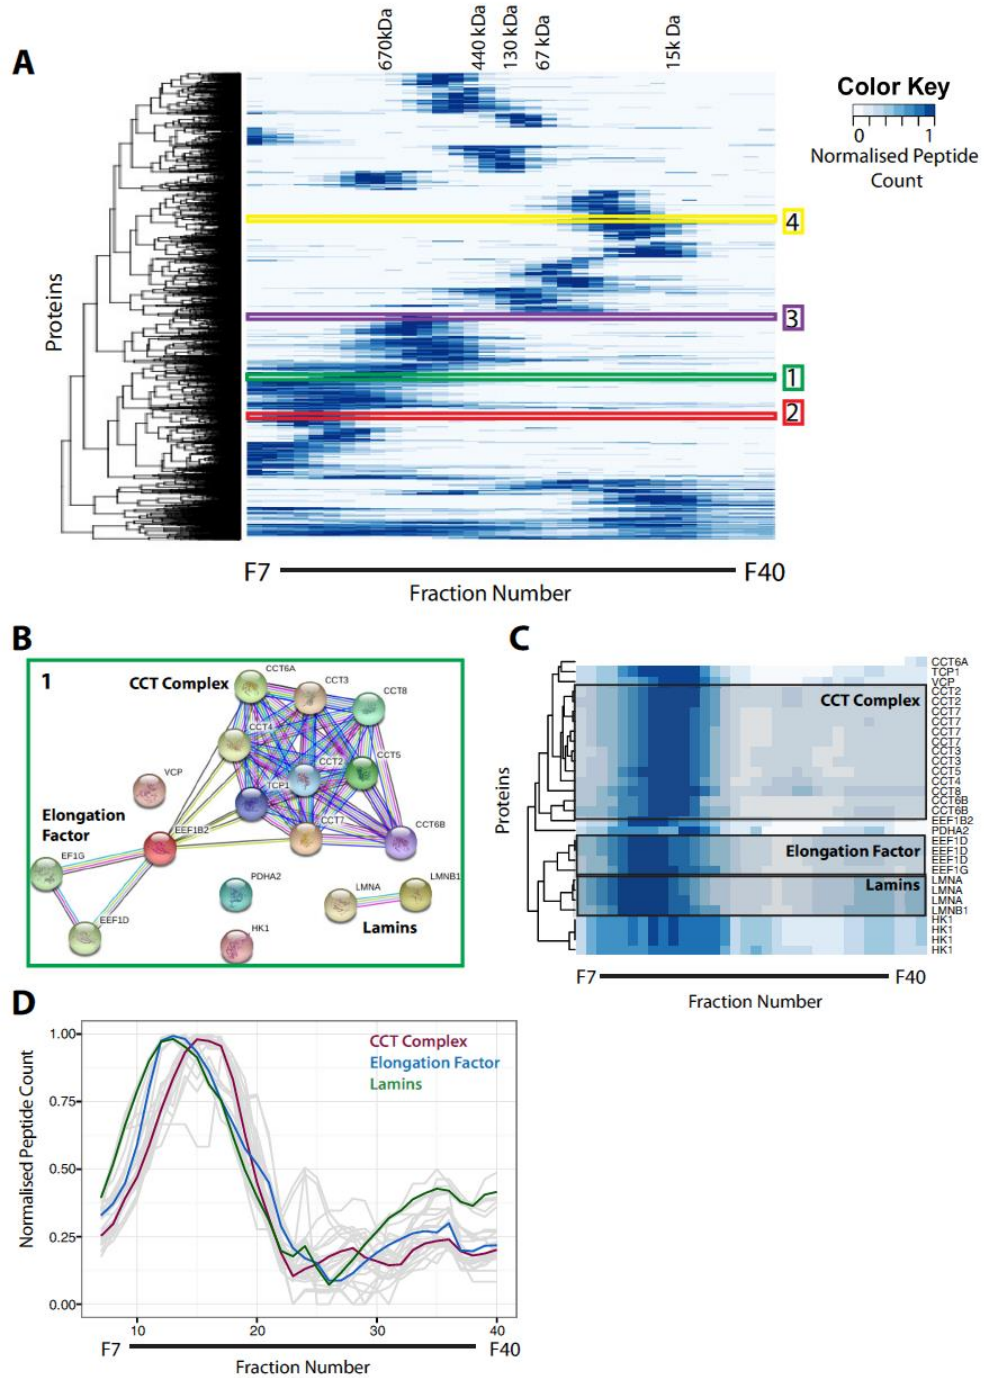 A
670kDa
440 kDa
130 kDa
67 kDa
15k Da
Color Key
0 1
Normalised Peptide
Count
Proteins
4
3
1
2
F7 F40
Fraction Number
B
1
CCT Complex
CCT6A
CCT3
CCT8
CCT4
CCT2
CCT5
VCP
TCP1
Elongation
Factor
EEF1B2
CCT7
CCT6B
EF1G
PDHA2
LMNA
LMNB1
EEF1D
HK1
Lamins
C
Proteins
CCT6A
TCP1
VCP
CCT2
CCT2
CCT7
CCT7
CCT7
CCT7
CCT3
CCT3
CCT5
CCT4
CCT8
CCT6B
CCT6B
EEF1B2
PDHA2
EEF1D
EEF1D
EEF1D
EEF1G
LMNA
LMNA
LMNA
LMNB1
HK1
HK1
HK1
HK1
CCT Complex
Elongation Factor
Lamins
F7 F40
Fraction Number
D
Normalised Peptide Count
1.00
0.75
0.50
0.25
0.00
CCT Complex
Elongation Factor
Lamins
10 20 30 40
F7 F40
Fraction Number